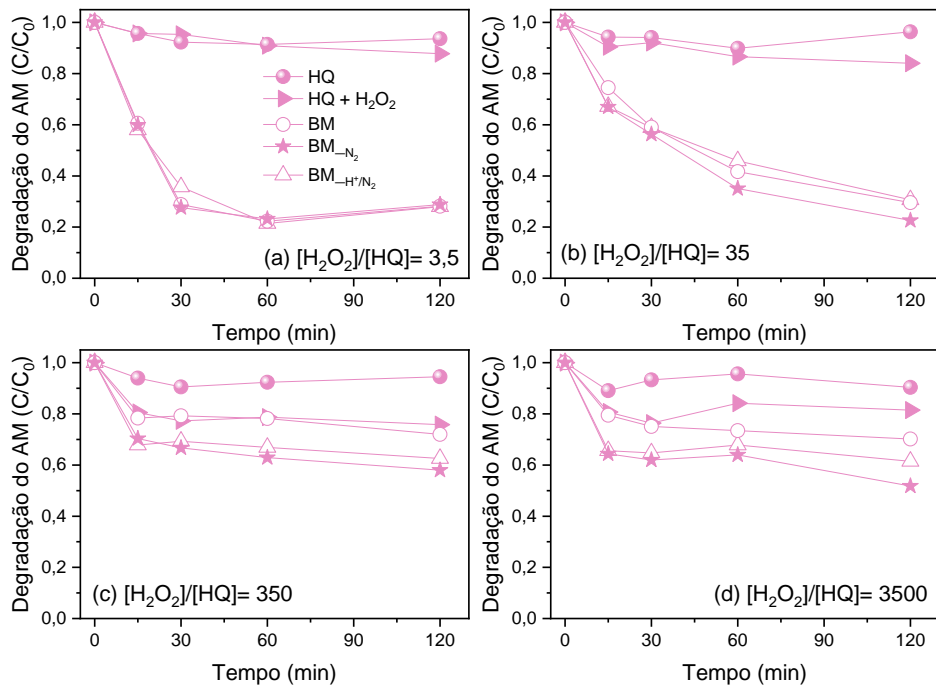 Degradação do AM (C/C₀)
1,0
0,8
0,6
0,4
0,2
0,0
HQ
HQ + H₂O₂
BM
BM_N₂
BM_H⁺/N₂
(a) [H₂O₂]/[HQ]= 3,5
0 30 60 90 120
Tempo (min)
Degradação do AM (C/C₀)
1,0
0,8
0,6
0,4
0,2
0,0
(b) [H₂O₂]/[HQ]= 35
0 30 60 90 120
Tempo (min)
Degradação do AM (C/C₀)
1,0
0,8
0,6
0,4
0,2
0,0
(c) [H₂O₂]/[HQ]= 350
0 30 60 90 120
Tempo (min)
Degradação do AM (C/C₀)
1,0
0,8
0,6
0,4
0,2
0,0
(d) [H₂O₂]/[HQ]= 3500
0 30 60 90 120
Tempo (min)